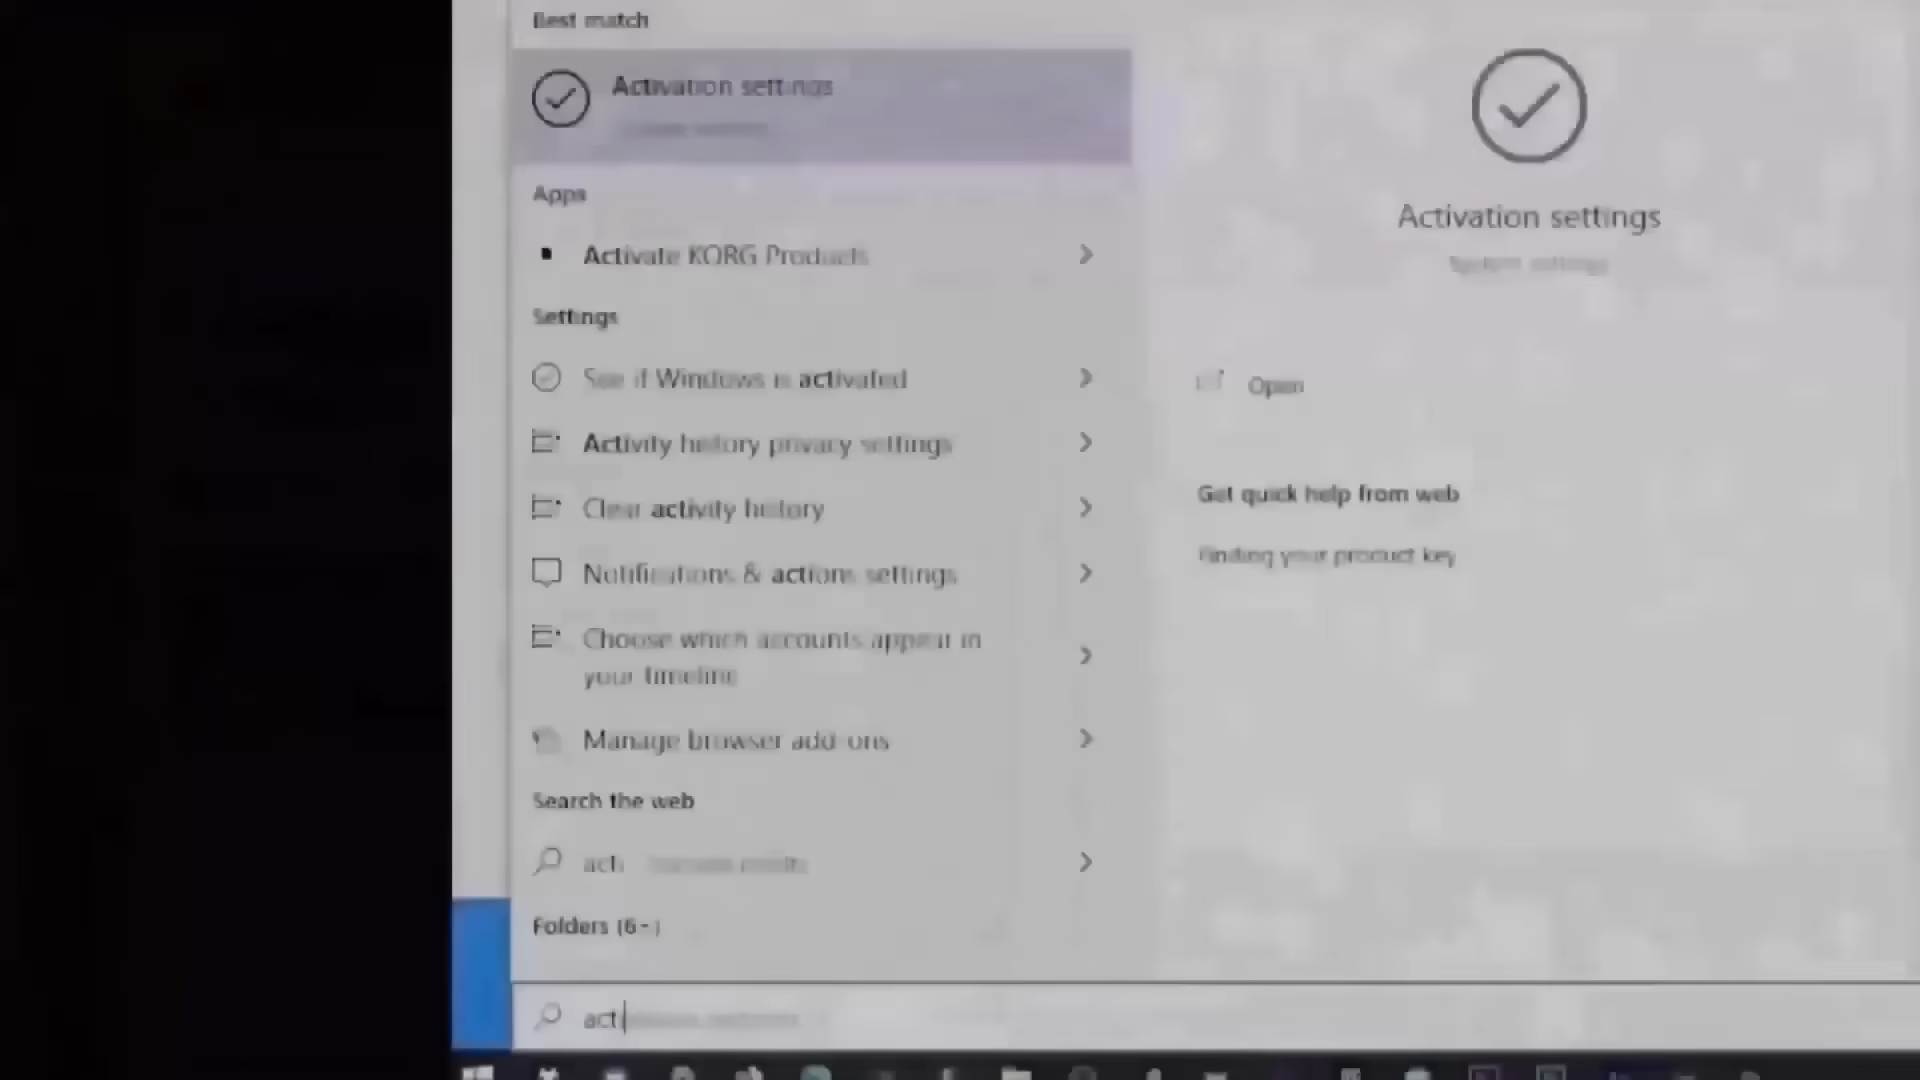 Best match
Activation settings
Apps
Activate KORG Products
Settings
See if Windows is activated
Activity history privacy settings
Clear activity history
Notifications & actions settings
Choose which accounts appear in
your timeline
Manage browser add-ons
Search the web
Folders (6+)
act
Activation settings
System settings
Open
Get quick help from web
Finding your product key